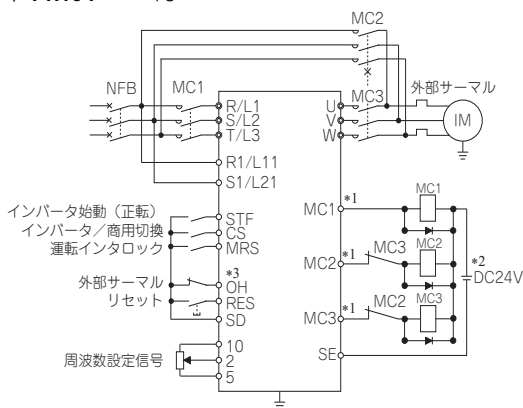 MC2
NFB
MC1
MC3
外部サーマル
R/L1
S/L2
T/L3
U
V
W
IM
R1/L11
S1/L21
インバータ始動（正転）
インバータ／商用切換
運転インタロック
STF
CS
MRS
外部サーマル
リセット
*3
OH
RES
SD
周波数設定信号
10
2
5
MC1
*1
MC1
MC2
*1
MC3
MC2
*2
DC24V
MC3
*1
MC2
MC3
SE